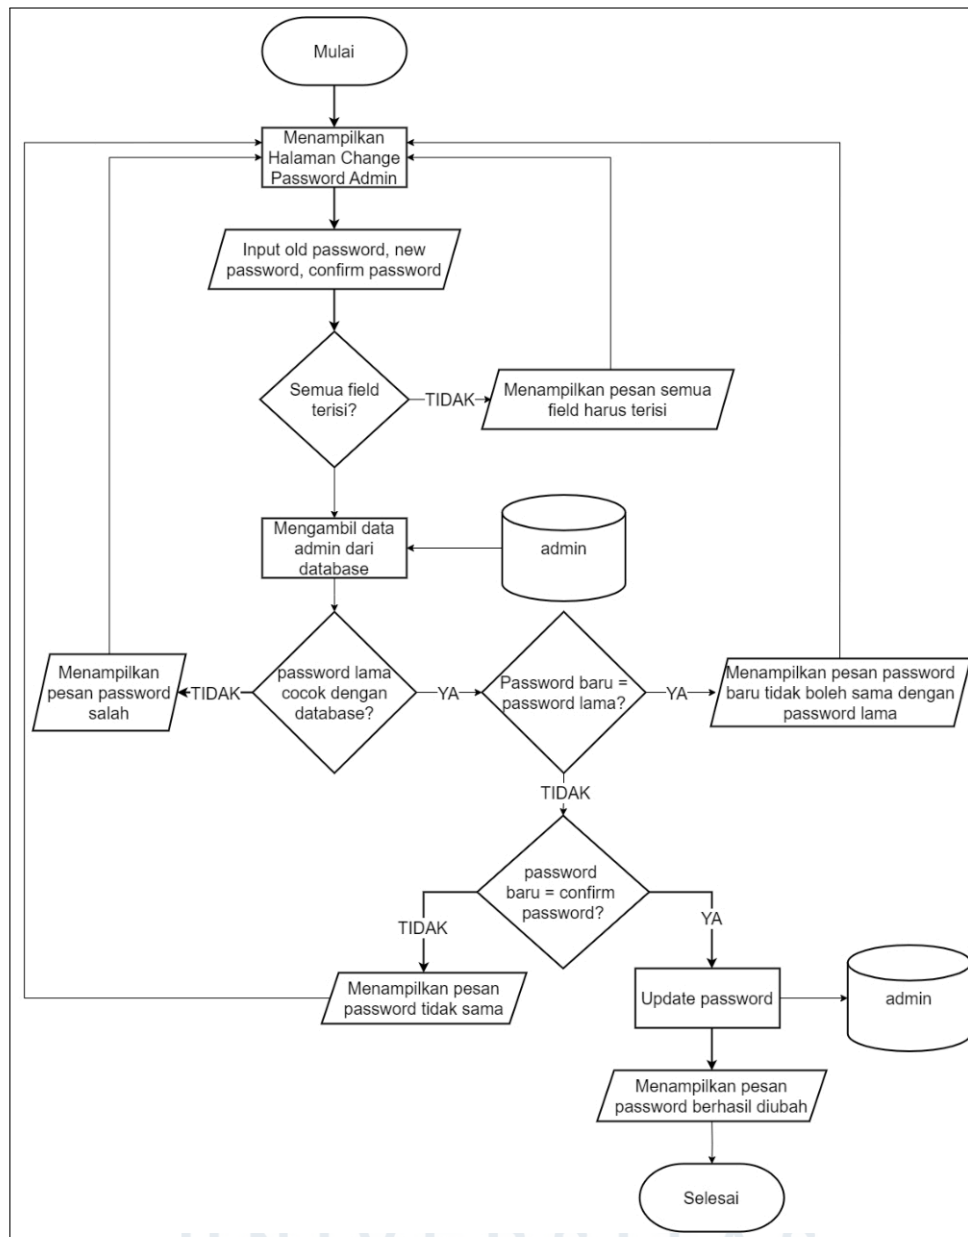 Mulai
Menampilkan
Halaman Change
Password Admin
Input old password, new
password, confirm password
Semua field
terisi?
TIDAK
Menampilkan pesan semua
field harus terisi
Mengambil data
admin dari
database
admin
password lama
cocok dengan
database?
TIDAK
Menampilkan
pesan password
salah
YA
Password baru =
password lama?
YA
Menampilkan pesan password
baru tidak boleh sama dengan
password lama
TIDAK
password
baru = confirm
password?
TIDAK
Menampilkan pesan
password tidak sama
YA
Update password
admin
Menampilkan pesan
password berhasil diubah
Selesai